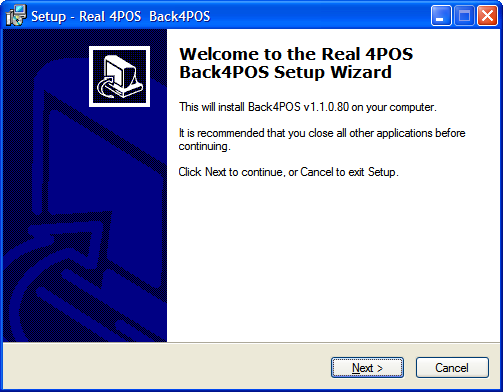 Setup - Real 4POS Back4POS
Welcome to the Real 4POS
Back4POS Setup Wizard
This will install Back4POS v1.1.0.80 on your computer.
It is recommended that you close all other applications before
continuing.
Click Next to continue, or Cancel to exit Setup.
Next >
Cancel